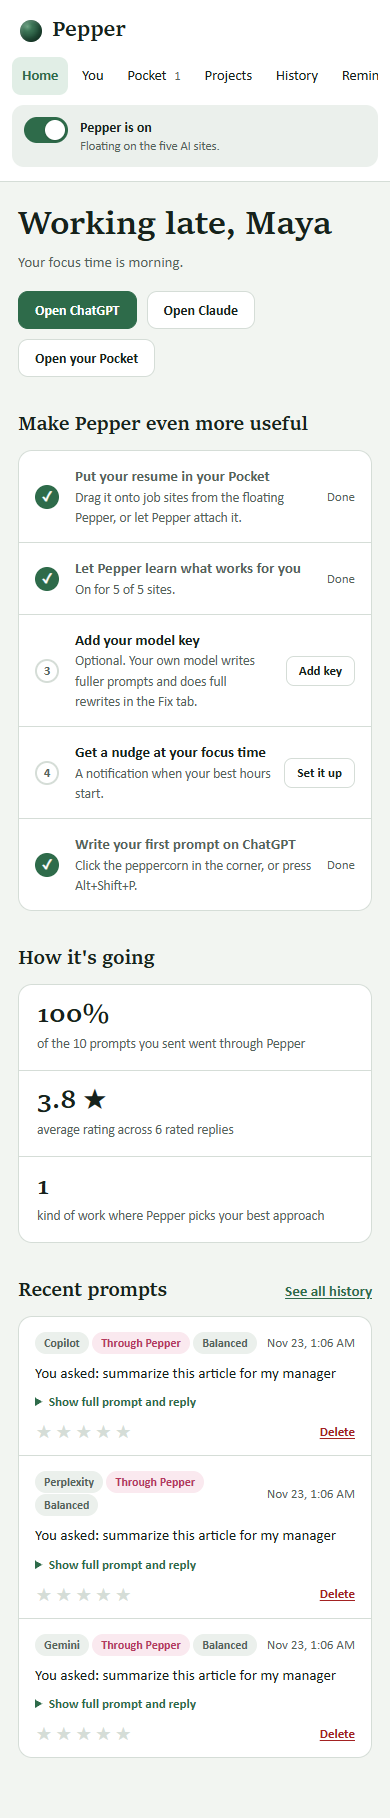 Pepper
Home You Pocket 1 Projects History Remin
Pepper is on
Floating on the five AI sites.
Working late, Maya
Your focus time is morning.
Open ChatGPT Open Claude
Open your Pocket
Make Pepper even more useful
Put your resume in your Pocket
Drag it onto job sites from the floating
Pepper, or let Pepper attach it.
Done
Let Pepper learn what works for you
On for 5 of 5 sites.
Done
3
Add your model key
Optional. Your own model writes
fuller prompts and does full
rewrites in the Fix tab.
Add key
4
Get a nudge at your focus time
A notification when your best hours
start.
Set it up
Write your first prompt on ChatGPT
Click the peppercorn in the corner, or press
Alt+Shift+P.
Done
How it's going
100%
of the 10 prompts you sent went through Pepper
3.8 ★
average rating across 6 rated replies
1
kind of work where Pepper picks your best approach
Recent prompts See all history
Copilot Through Pepper Balanced Nov 23, 1:06 AM
You asked: summarize this article for my manager
Show full prompt and reply
★★★★★ Delete
Perplexity Through Pepper
Balanced
Nov 23, 1:06 AM
You asked: summarize this article for my manager
Show full prompt and reply
★★★★★ Delete
Gemini Through Pepper Balanced Nov 23, 1:06 AM
You asked: summarize this article for my manager
Show full prompt and reply
★★★★★ Delete